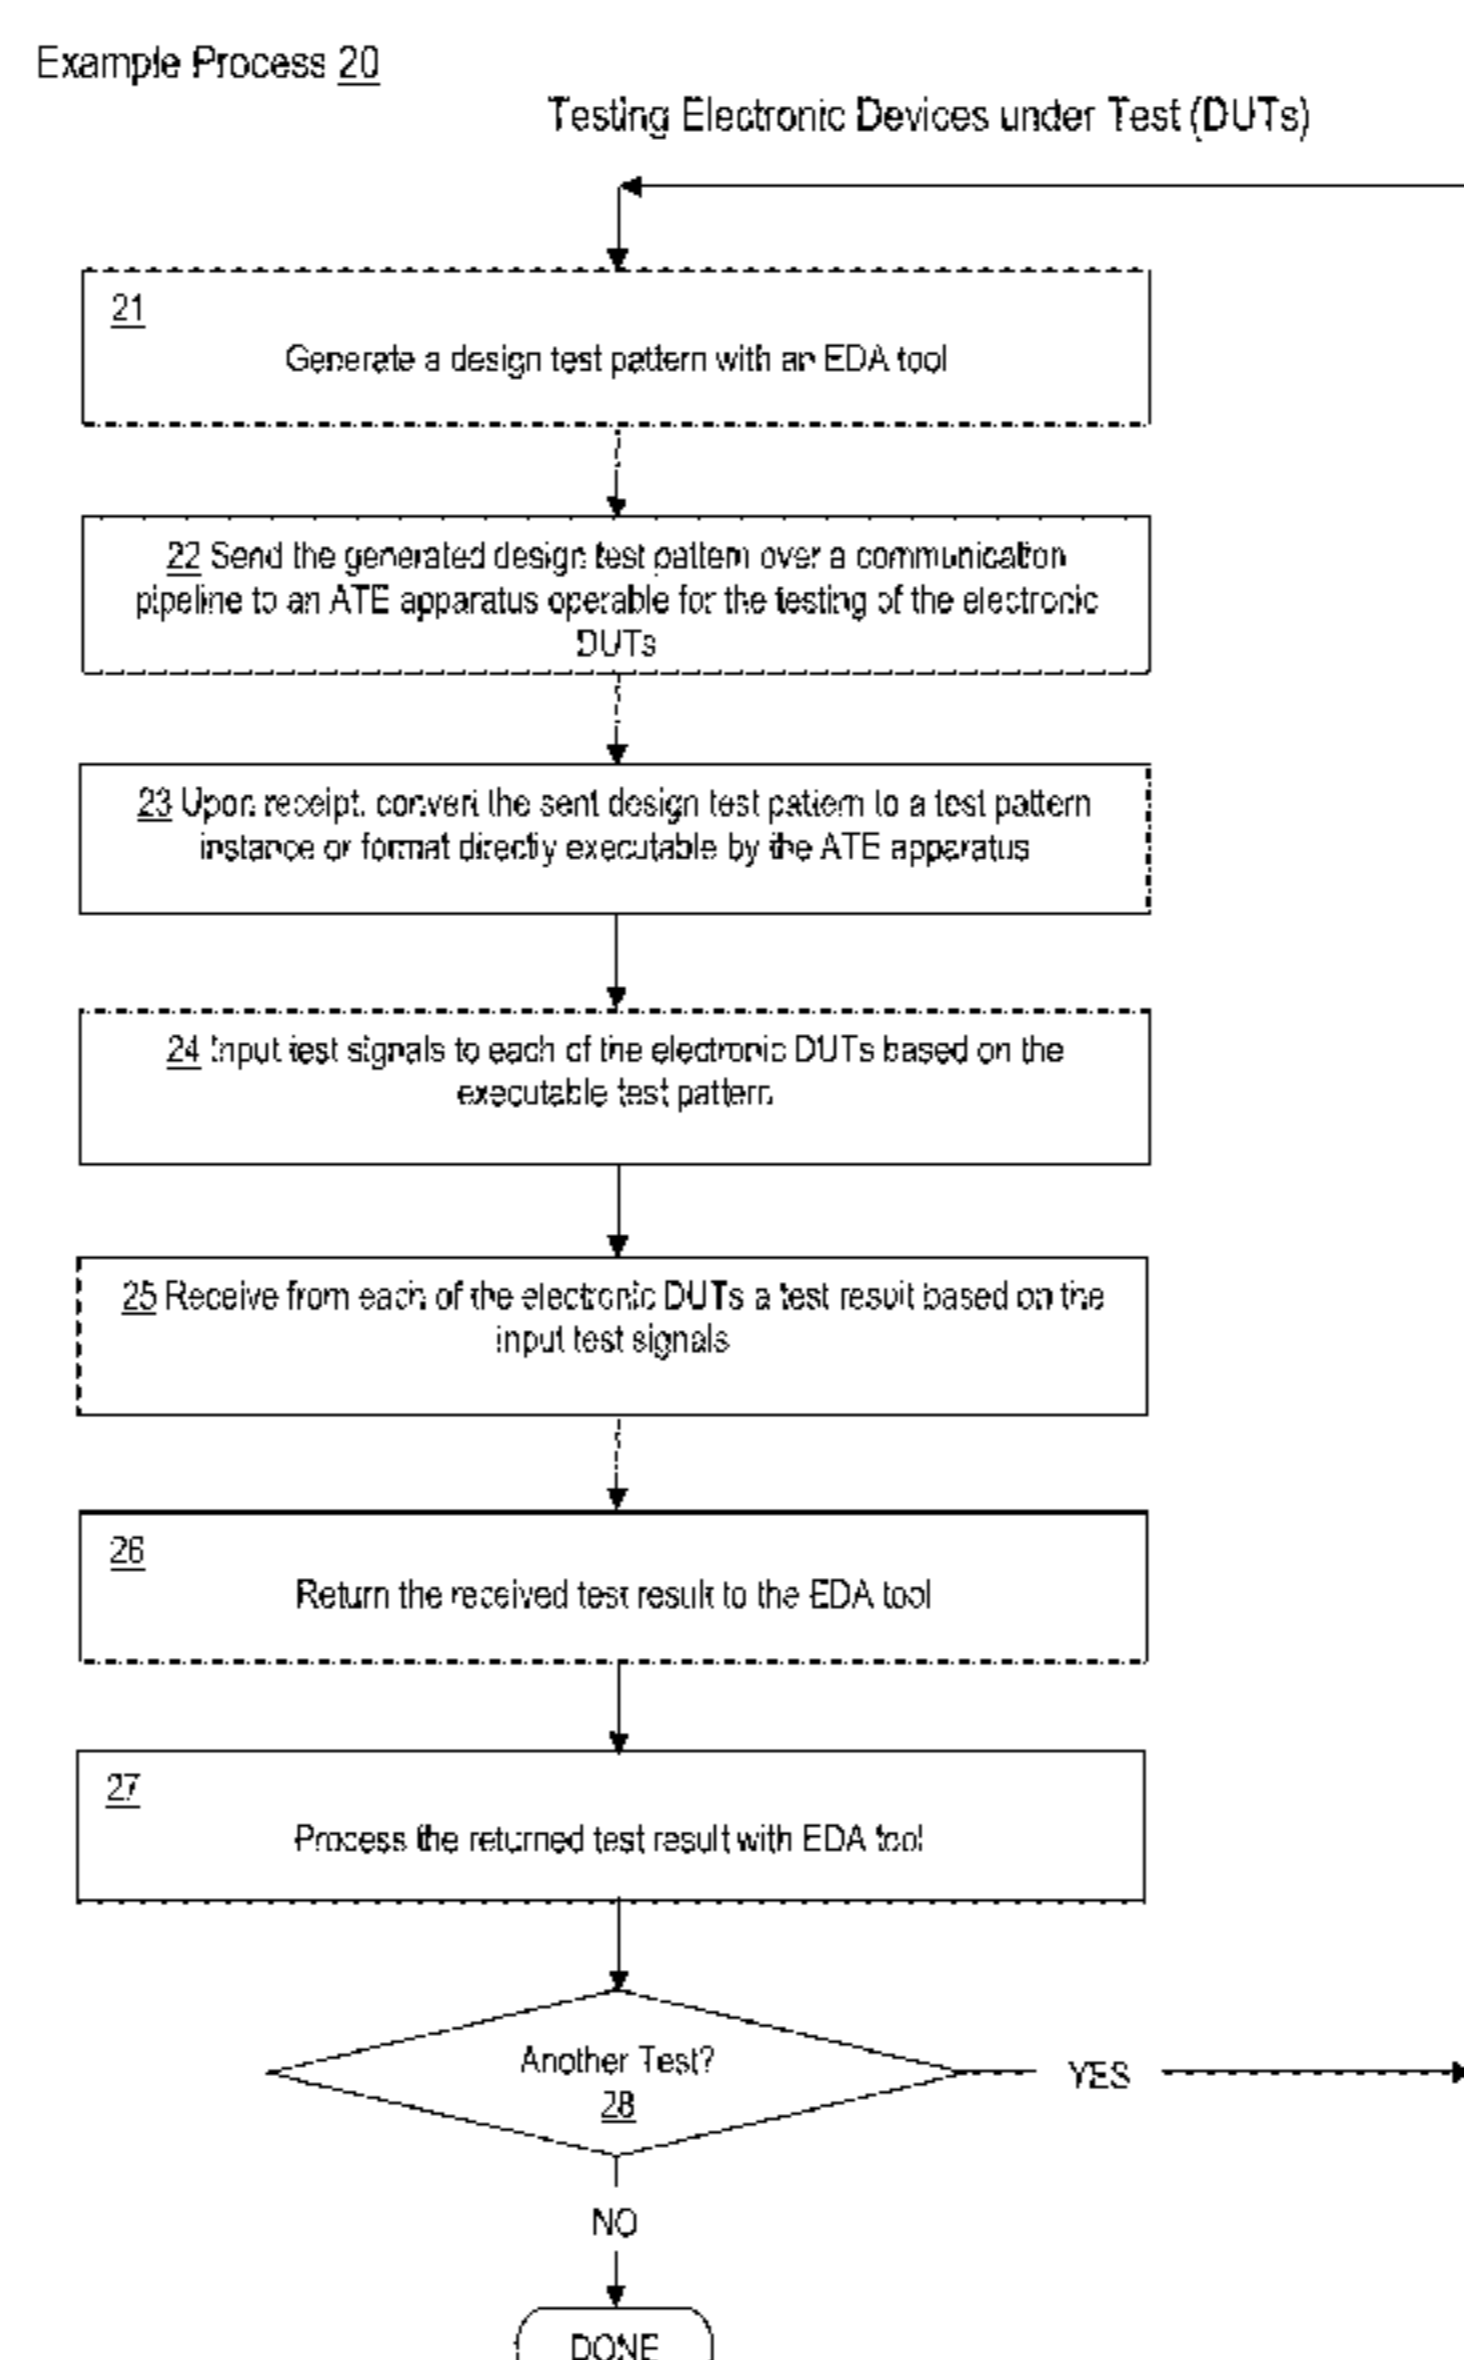 Example Process 20
Testing Electronic Devices under Test (DUTs)
21
Generate a design test pattern with an EDA tool
22 Send the generated design test pattern over a communication
pipeline to an ATE apparatus operable for the testing of the electronic
DUTs
23 Upon receipt, convert the sent design test pattern to a test pattern
instance or format directly executable by the ATE apparatus
24 Input test signals to each of the electronic DUTs based on the
executable test pattern
25 Receive from each of the electronic DUTs a test result based on the
input test signals
26
Return the received test result to the EDA tool
27
Process the returned test result with EDA tool
Another Test?
28
YES
NO
DONE